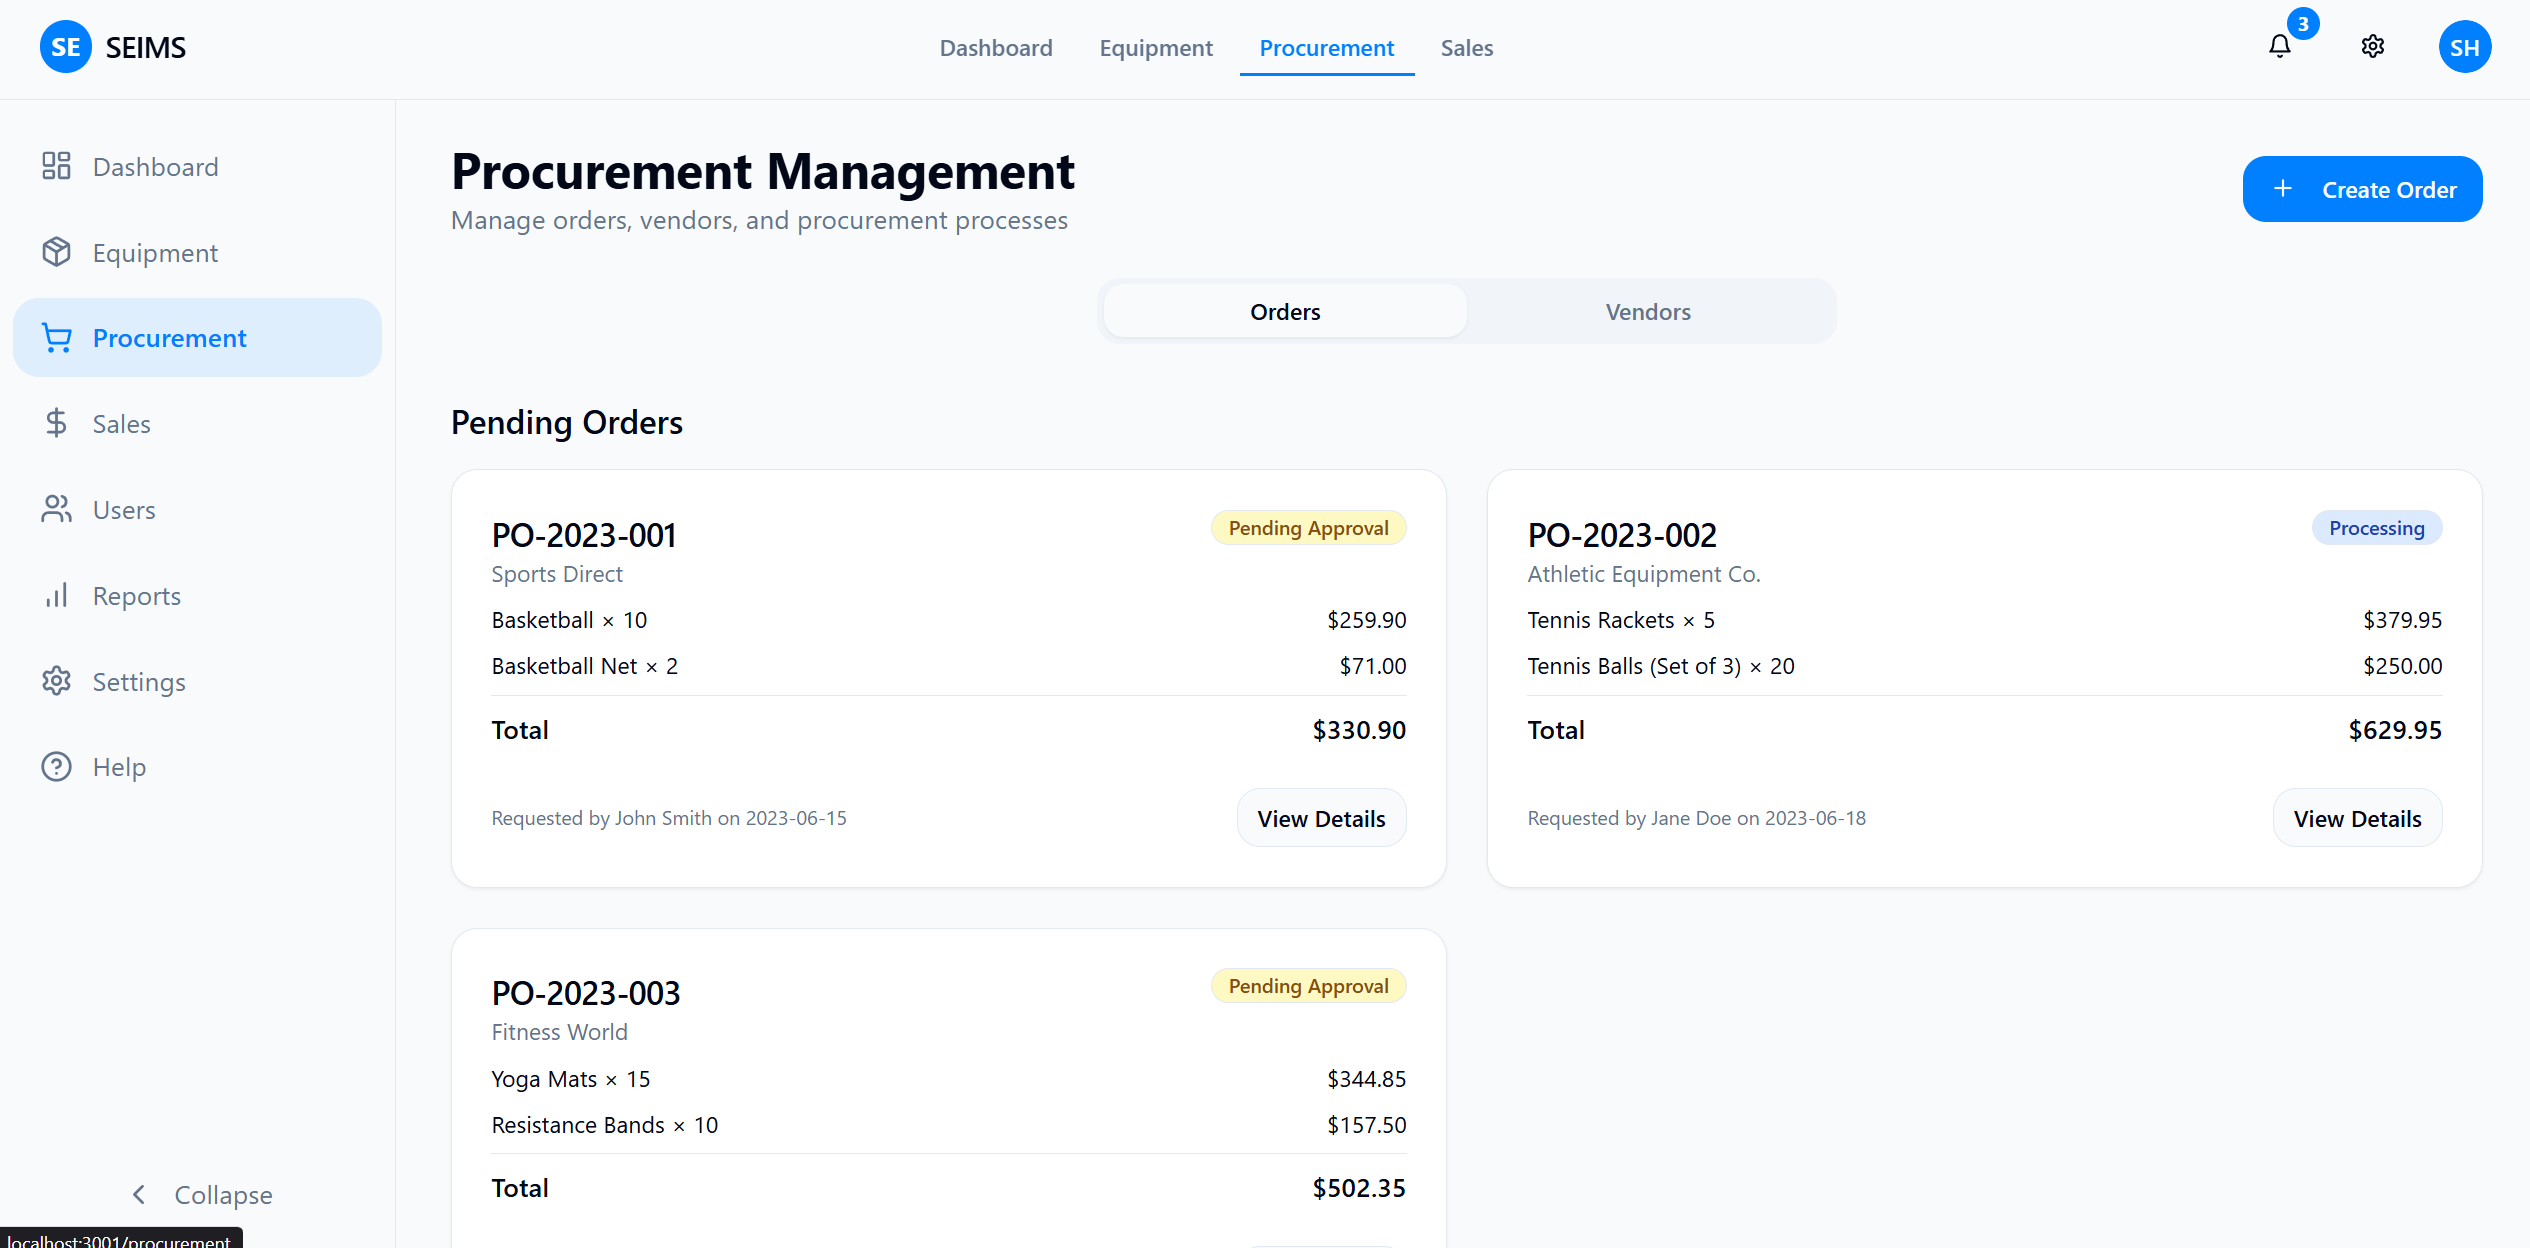 SE SEIMS
Dashboard Equipment Procurement Sales
3
SH
Dashboard
Equipment
Procurement
Sales
Users
Reports
Settings
Help
Collapse
localhost:3001/procurement
Procurement Management
Manage orders, vendors, and procurement processes
+ Create Order
Orders Vendors
Pending Orders
PO-2023-001 Pending Approval
Sports Direct
Basketball × 10 $259.90
Basketball Net × 2 $71.00
Total $330.90
Requested by John Smith on 2023-06-15 View Details
PO-2023-002 Processing
Athletic Equipment Co.
Tennis Rackets × 5 $379.95
Tennis Balls (Set of 3) × 20 $250.00
Total $629.95
Requested by Jane Doe on 2023-06-18 View Details
PO-2023-003 Pending Approval
Fitness World
Yoga Mats × 15 $344.85
Resistance Bands × 10 $157.50
Total $502.35